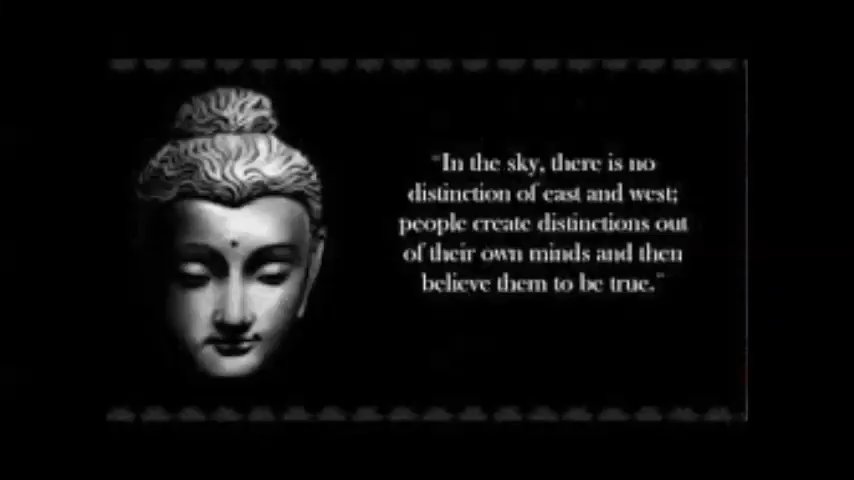 "In the sky, there is no
distinction of east and west;
people create distinctions out
of their own minds and then
believe them to be true."